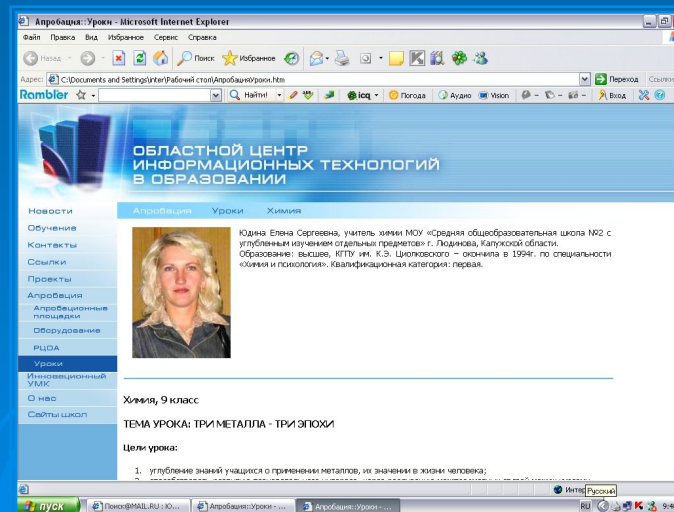 Апробация::Уроки - Microsoft Internet Explorer
Файл Правка Вид Избранное Сервис Справка
Назад Поиск Избранное
Адрес: C:\Documents and Settings\inter\Рабочий стол\Апробация\Уроки.htm Переход Ссылки
Rambler Найти! icq Погода Аудио Vision Вход
ОБЛАСТНОЙ ЦЕНТР
ИНФОРМАЦИОННЫХ ТЕХНОЛОГИЙ
В ОБРАЗОВАНИИ
Новости
Обучение
Контакты
Ссылки
Проекты
Апробация
Апробационные
площадки
Оборудование
РЦОА
Уроки
Инновационный
УМК
О нас
Сайты школ
Апробация Уроки Химия
Юдина Елена Сергеевна, учитель химии МОУ «Средняя общеобразовательная школа №2 с
углубленным изучением отдельных предметов» г. Людинова, Калужской области.
Образование: высшее, КГПУ им. К.Э. Циолковского – окончила в 1994г. по специальности
«Химия и психология». Квалификационная категория: первая.
Химия, 9 класс
ТЕМА УРОКА: ТРИ МЕТАЛЛА - ТРИ ЭПОХИ
Цели урока:
1. углубление знаний учащихся о применении металлов, их значении в жизни человека;
Интер Русский
пуск Поиск@MAIL.RU : Ю... Апробация::Уроки - ... Апробация::Уроки - ... RU 9:4